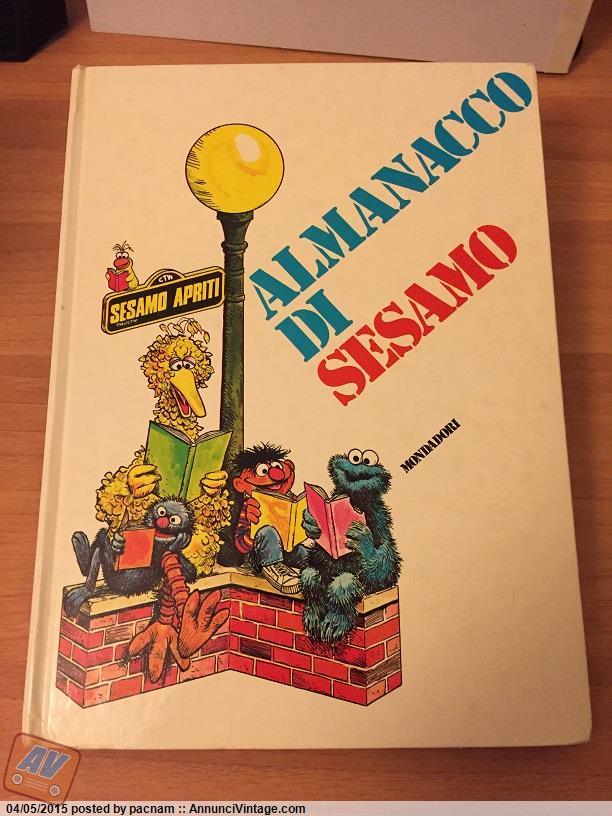 ALMANACCO
DI
SESAMO
CTW
SESAMO APRITI
MONDADORI
AV
04/05/2015 posted by pacnam :: AnnunciVintage.com